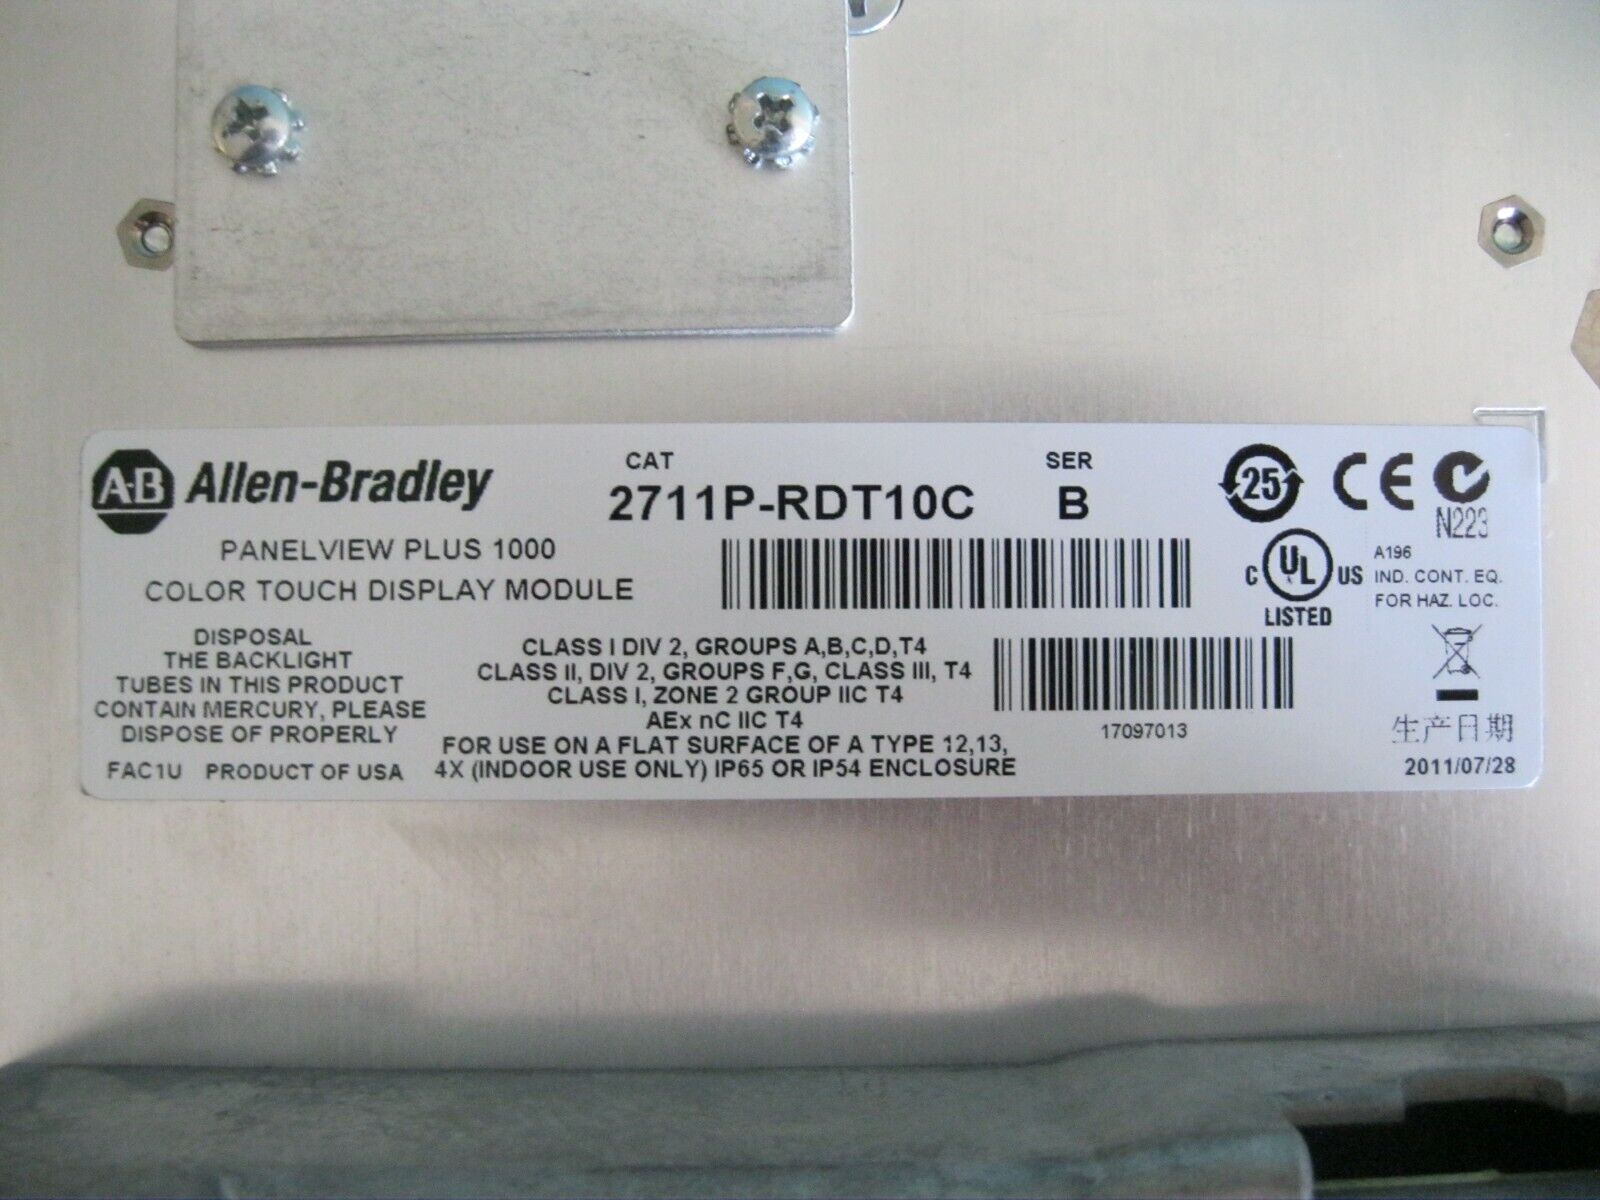 A-B Allen-Bradley
CAT
2711P-RDT10C
SER
B
PANELVIEW PLUS 1000
COLOR TOUCH DISPLAY MODULE
DISPOSAL
THE BACKLIGHT
TUBES IN THIS PRODUCT
CONTAIN MERCURY, PLEASE
DISPOSE OF PROPERLY
FAC1U PRODUCT OF USA
CLASS I DIV 2, GROUPS A,B,C,D,T4
CLASS II, DIV 2, GROUPS F,G, CLASS III, T4
CLASS I, ZONE 2 GROUP IIC T4
AEx nC IIC T4
FOR USE ON A FLAT SURFACE OF A TYPE 12,13,
4X (INDOOR USE ONLY) IP65 OR IP54 ENCLOSURE
17097013
25
CE
N223
C UL US
LISTED
A196
IND. CONT. EQ.
FOR HAZ. LOC.
生产日期
2011/07/28